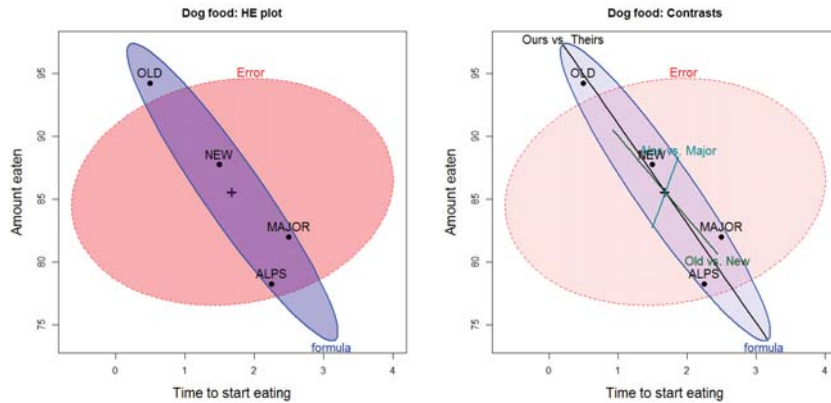 Dog food: HE plot
Amount eaten
95
90
85
80
75
OLD
Error
NEW
MAJOR
ALPS
formula
0 1 2 3 4
Time to start eating
Dog food: Contrasts
Amount eaten
95
90
85
80
75
Ours vs. Theirs
OLD
Error
Alps vs. Major
NEW
MAJOR
Old vs. New
ALPS
formula
0 1 2 3 4
Time to start eating